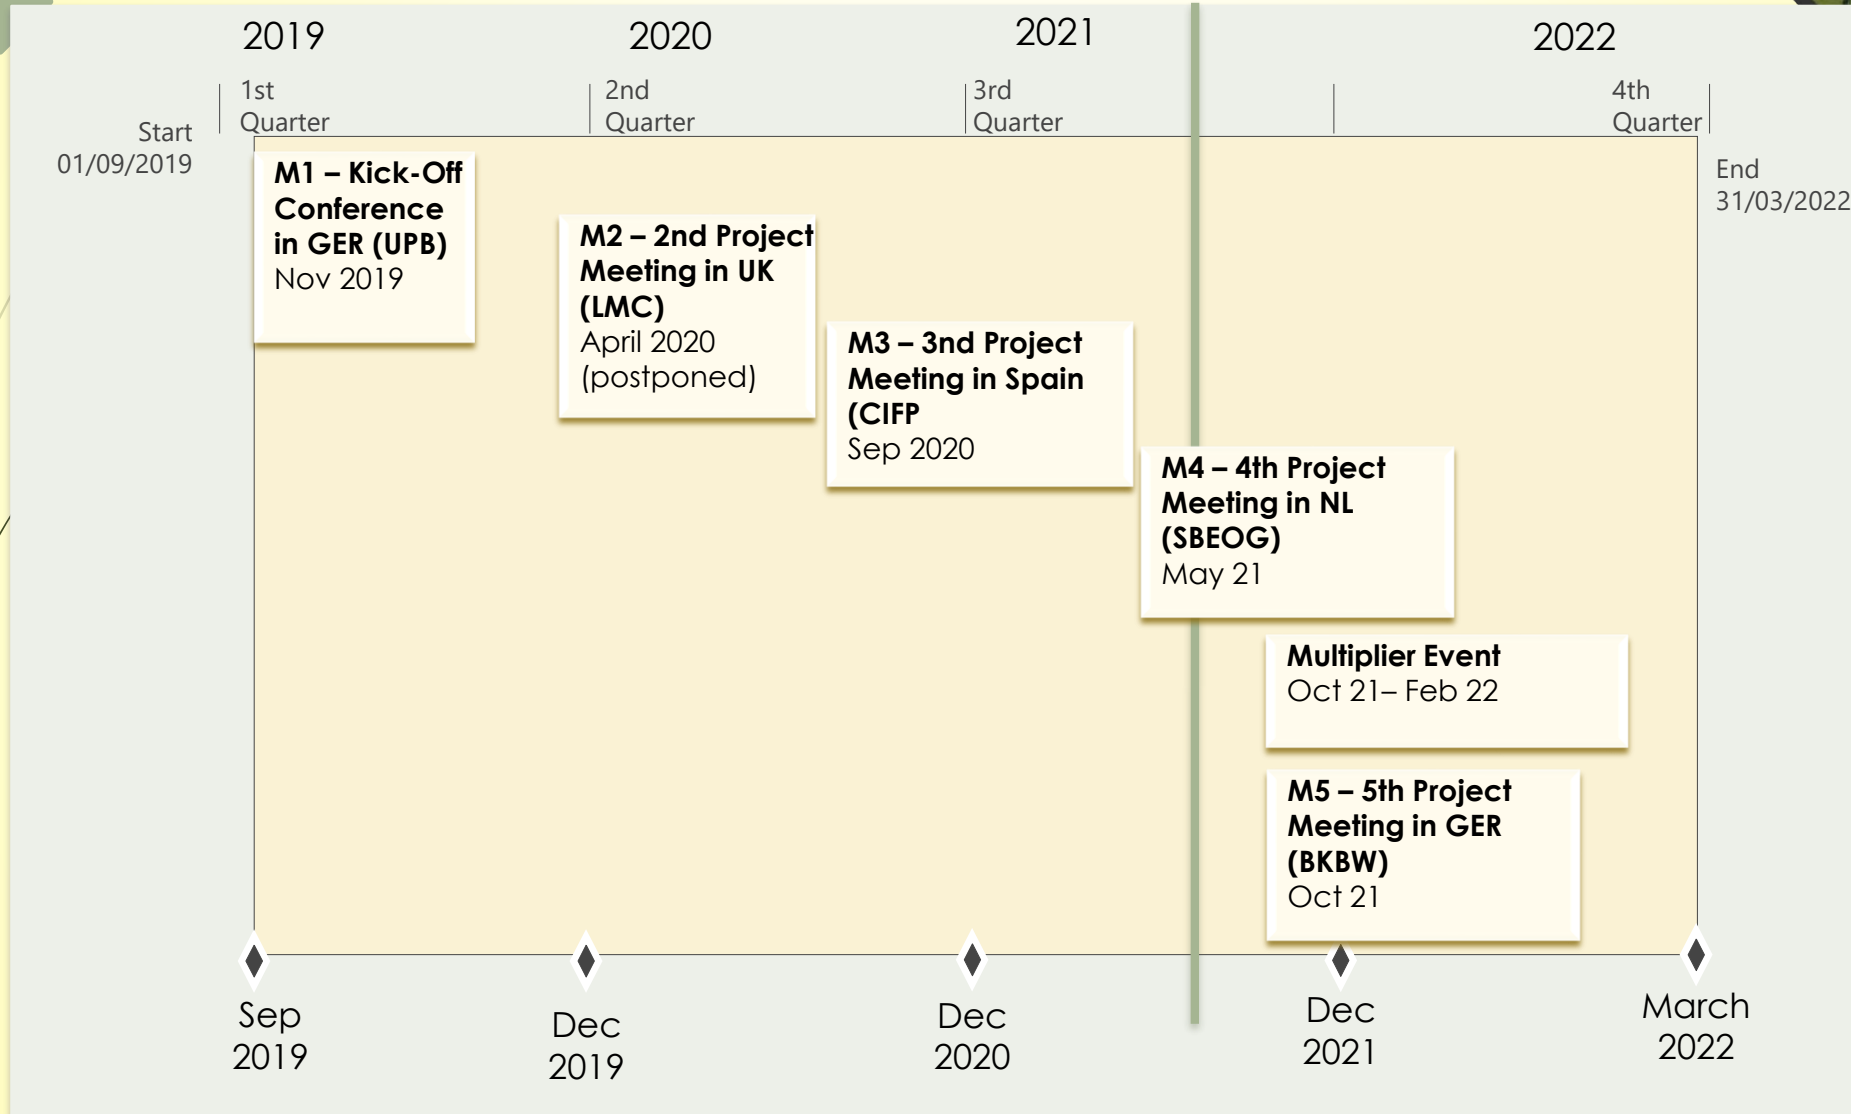 2019
2020
2021
2022
1st
Quarter
2nd
Quarter
3rd
Quarter
4th
Quarter
Start
01/09/2019
End
31/03/2022
M1 – Kick-Off
Conference
in GER (UPB)
Nov 2019
M2 – 2nd Project
Meeting in UK
(LMC)
April 2020
(postponed)
M3 – 3nd Project
Meeting in Spain
(CIFP
Sep 2020
M4 – 4th Project
Meeting in NL
(SBEOG)
May 21
Multiplier Event
Oct 21– Feb 22
M5 – 5th Project
Meeting in GER
(BKBW)
Oct 21
Sep
2019
Dec
2019
Dec
2020
Dec
2021
March
2022